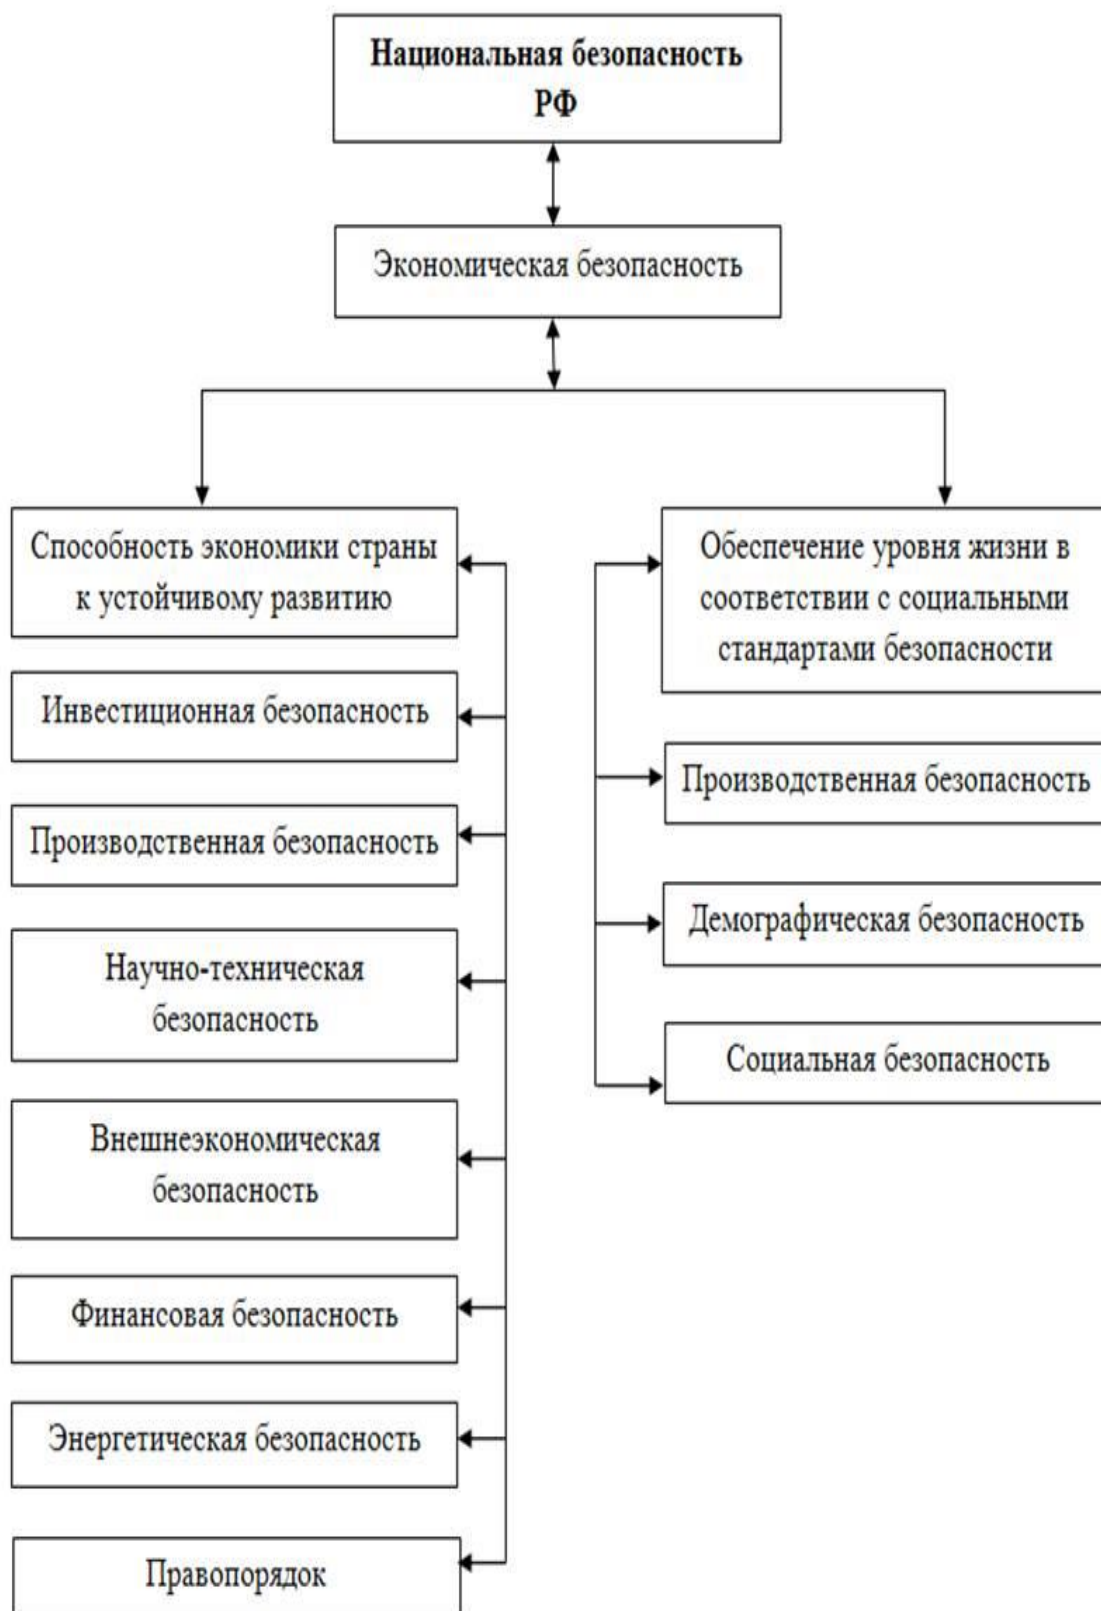 Национальная безопасность
РФ
Экономическая безопасность
Способность экономики страны
к устойчивому развитию
Инвестиционная безопасность
Производственная безопасность
Научно-техническая
безопасность
Внешнеэкономическая
безопасность
Финансовая безопасность
Энергетическая безопасность
Правопорядок
Обеспечение уровня жизни в
соответствии с социальными
стандартами безопасности
Производственная безопасность
Демографическая безопасность
Социальная безопасность